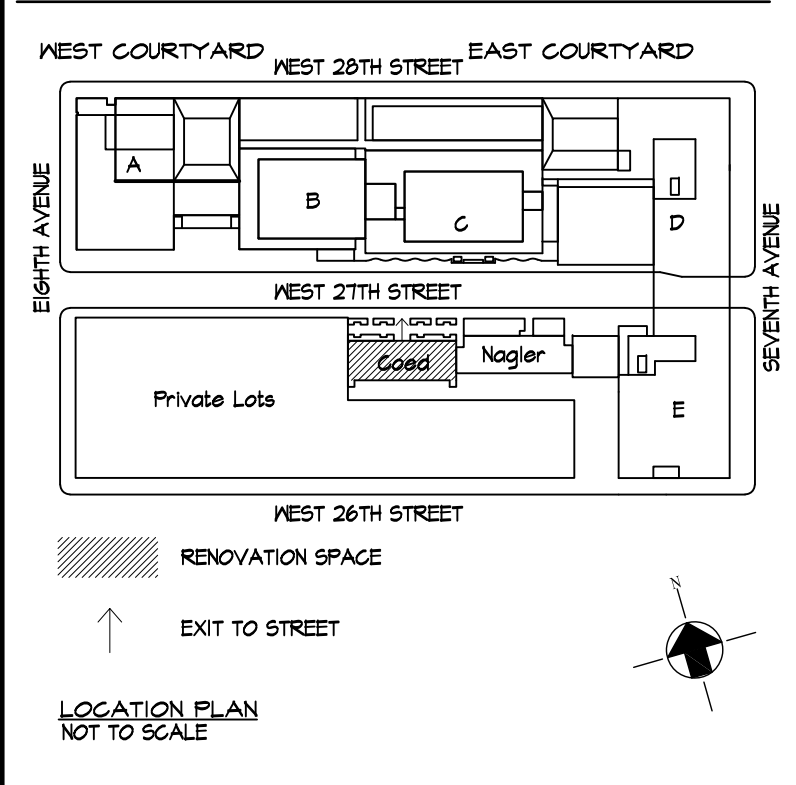 WEST COURTYARD
EAST COURTYARD
WEST 28TH STREET
A
B
C
D
EIGHTH AVENUE
SEVENTH AVENUE
WEST 27TH STREET
Coed
Nagler
Private Lots
E
WEST 26TH STREET
RENOVATION SPACE
EXIT TO STREET
N
LOCATION PLAN
NOT TO SCALE